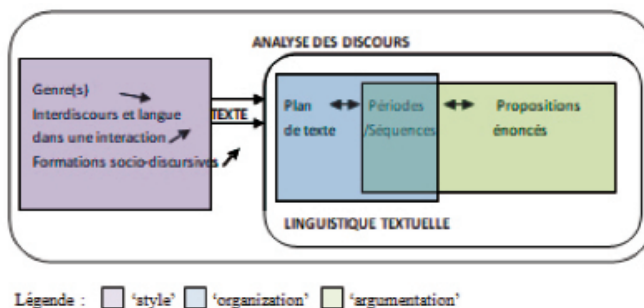 ANALYSE DES DISCOURS
Genre(s)
Interdiscours et langue
dans une interaction
Formations socio-discursives
TEXTE
Plan
de texte
Périodes
/Séquences
Propositions
énoncés
LINGUISTIQUE TEXTUELLE
Légende : 'style' 'organization' 'argumentation'